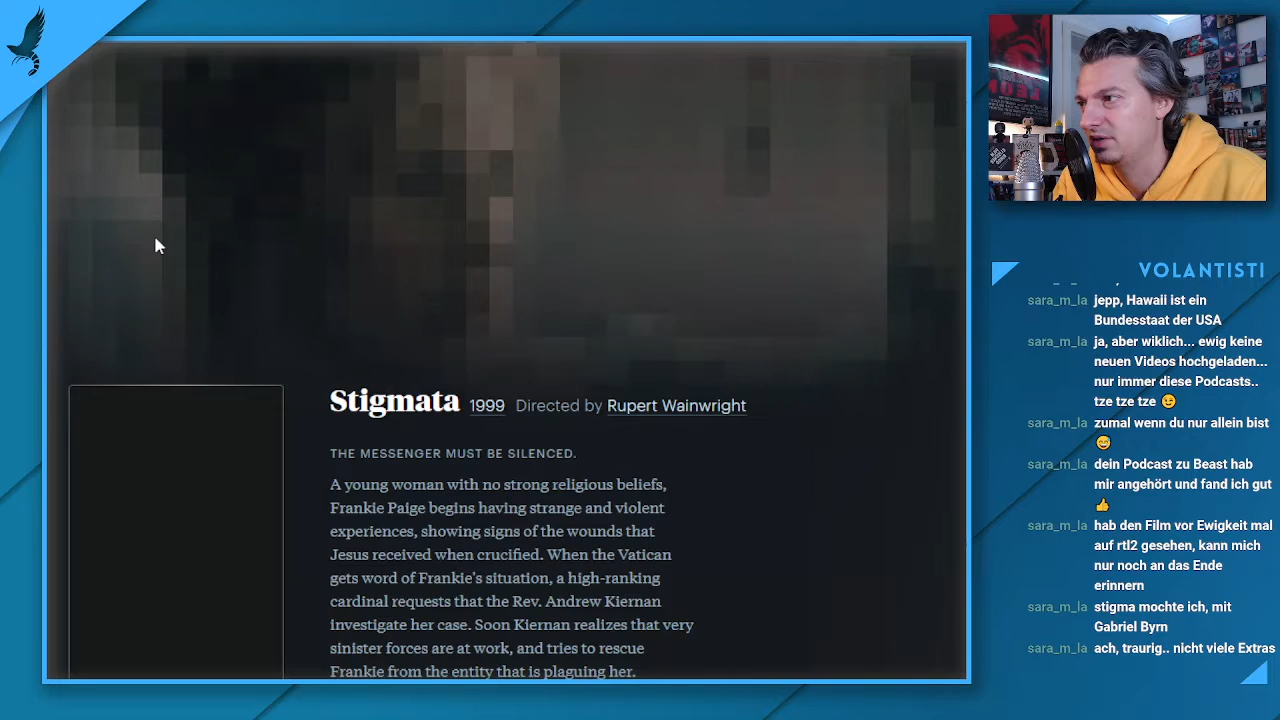 Stigmata 1999 Directed by Rupert Wainwright
THE MESSENGER MUST BE SILENCED.
A young woman with no strong religious beliefs,
Frankie Paige begins having strange and violent
experiences, showing signs of the wounds that
Jesus received when crucified. When the Vatican
gets word of Frankie's situation, a high-ranking
cardinal requests that the Rev. Andrew Kiernan
investigate her case. Soon Kiernan realizes that very
sinister forces are at work, and tries to rescue
Frankie from the entity that is plaguing her.
VOLANTISTI
sara_m_la jepp, Hawaii ist ein
Bundesstaat der USA
sara_m_la ja, aber wiklich... ewig keine
neuen Videos hochgeladen...
nur immer diese Podcasts..
tze tze tze 😉
sara_m_la zumal wenn du nur allein bist
😅
sara_m_la dein Podcast zu Beast hab
mir angehört und fand ich gut
👍
sara_m_la hab den Film vor Ewigkeit mal
auf rtl2 gesehen, kann mich
nur noch an das Ende
erinnern
sara_m_la stigma mochte ich, mit
Gabriel Byrn
sara_m_la ach, traurig.. nicht viele Extras